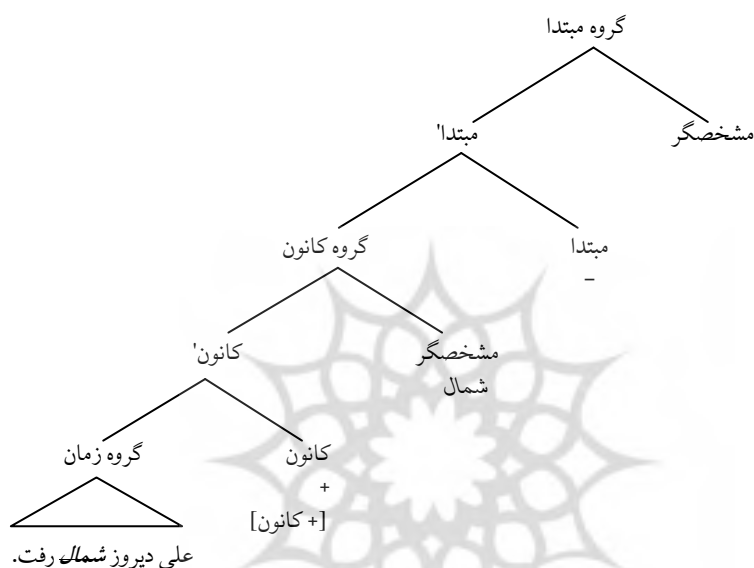 گروه مبتدا
مشخصگر
مبتدا'
مبتدا
–
گروه کانون
مشخصگر
شمال
کانون'
کانون
+
[+ کانون]
گروه زمان
علی دیروز شمال رفت.